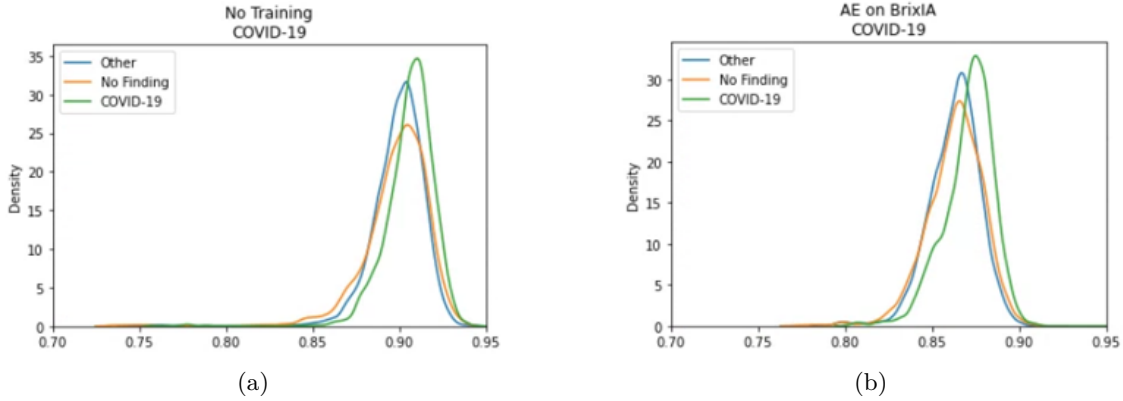 No Training
COVID-19
35
30
25
20
15
10
5
0
Density
Other
No Finding
COVID-19
0.70
0.75
0.80
0.85
0.90
0.95
(a)
AE on BrixIA
COVID-19
30
25
20
15
10
5
0
Density
Other
No Finding
COVID-19
0.70
0.75
0.80
0.85
0.90
0.95
(b)